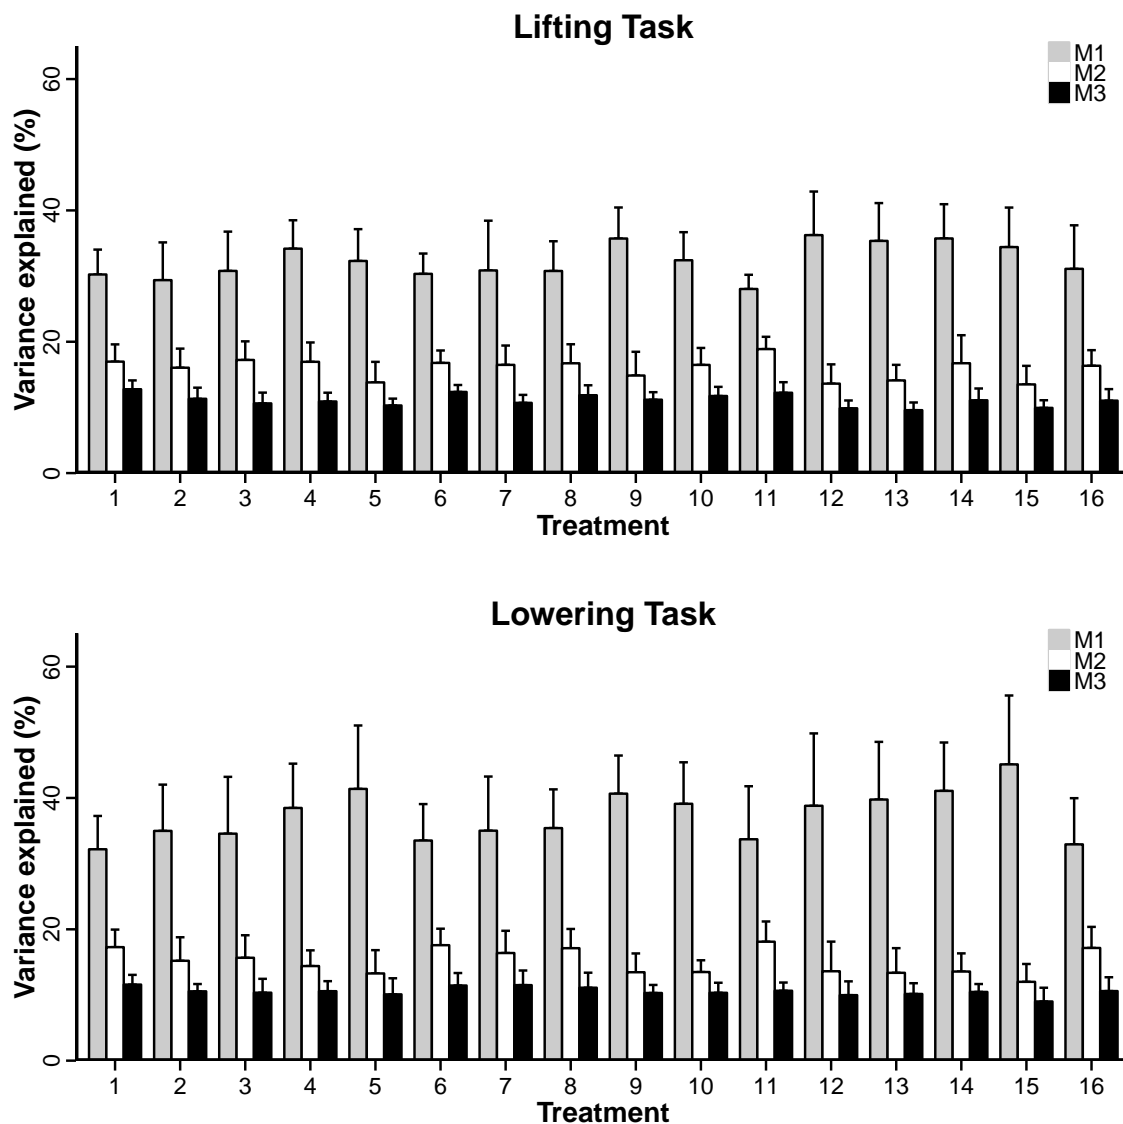 Lifting Task
M1
M2
M3
Variance explained (%)
60
40
20
0
1 2 3 4 5 6 7 8 9 10 11 12 13 14 15 16
Treatment
Lowering Task
M1
M2
M3
Variance explained (%)
60
40
20
0
1 2 3 4 5 6 7 8 9 10 11 12 13 14 15 16
Treatment